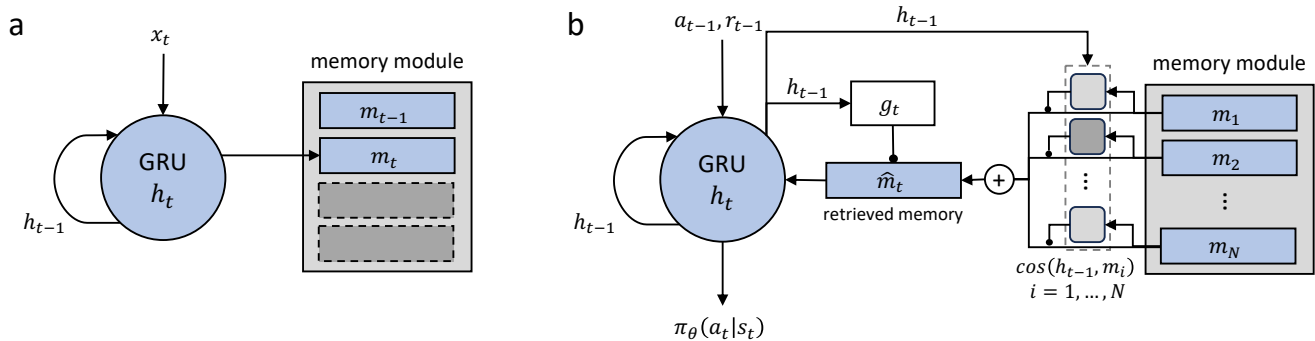 a
x_t
memory module
m_{t-1}
m_t
GRU
h_t
h_{t-1}
b
a_{t-1}, r_{t-1}
h_{t-1}
memory module
h_{t-1}
g_t
m_1
GRU
h_t
m̂_t
m_2
retrieved memory
+
⋮
⋮
h_{t-1}
m_N
cos(h_{t-1}, m_i)
i = 1, ..., N
π_θ(a_t|s_t)